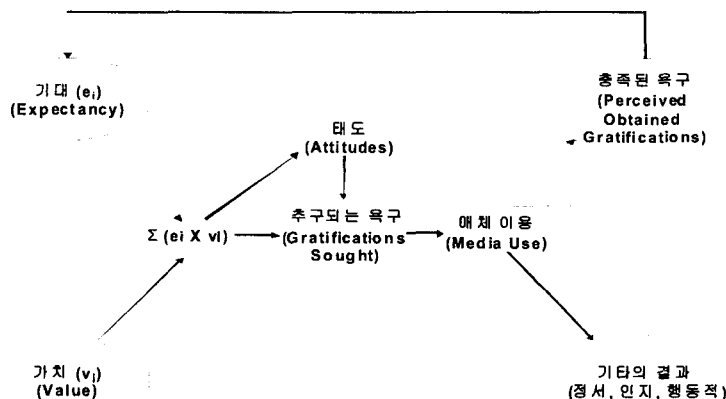 기대 (ei)
(Expectancy)
충족된 욕구
(Perceived
Obtained
Gratifications)
태도
(Attitudes)
Σ (ei X vi)
추구되는 욕구
(Gratifications
Sought)
매체 이용
(Media Use)
가치 (vi)
(Value)
기타의 결과
(정서, 인지, 행동적)